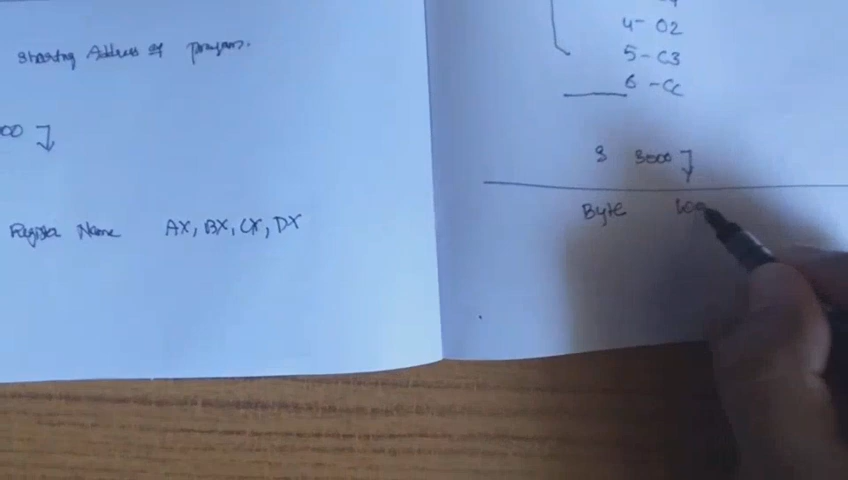 Starting Address of program.
00 ↴
Register Name AX, BX, CX, DX
4- 02
5- C3
6 - CC
S 3000 ↴
Byte